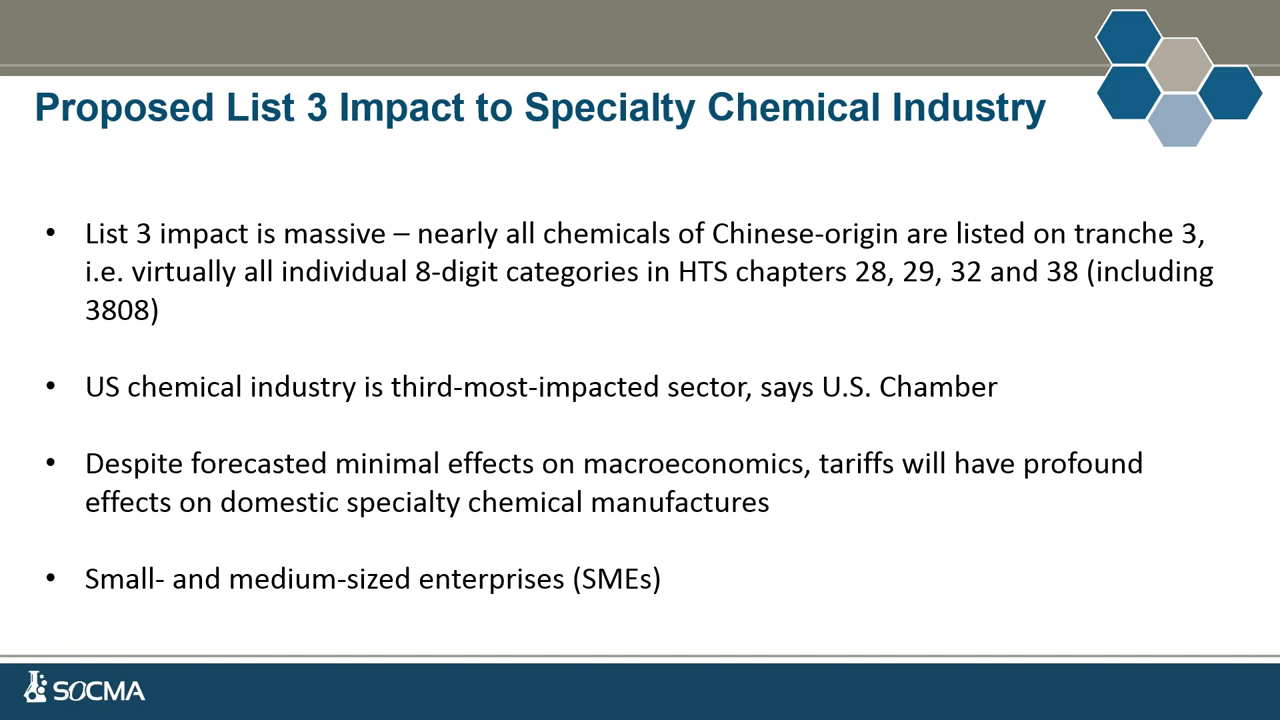 Proposed List 3 Impact to Specialty Chemical Industry
• List 3 impact is massive – nearly all chemicals of Chinese-origin are listed on tranche 3,
i.e. virtually all individual 8-digit categories in HTS chapters 28, 29, 32 and 38 (including
3808)
• US chemical industry is third-most-impacted sector, says U.S. Chamber
• Despite forecasted minimal effects on macroeconomics, tariffs will have profound
effects on domestic specialty chemical manufactures
• Small- and medium-sized enterprises (SMEs)
SOCMA